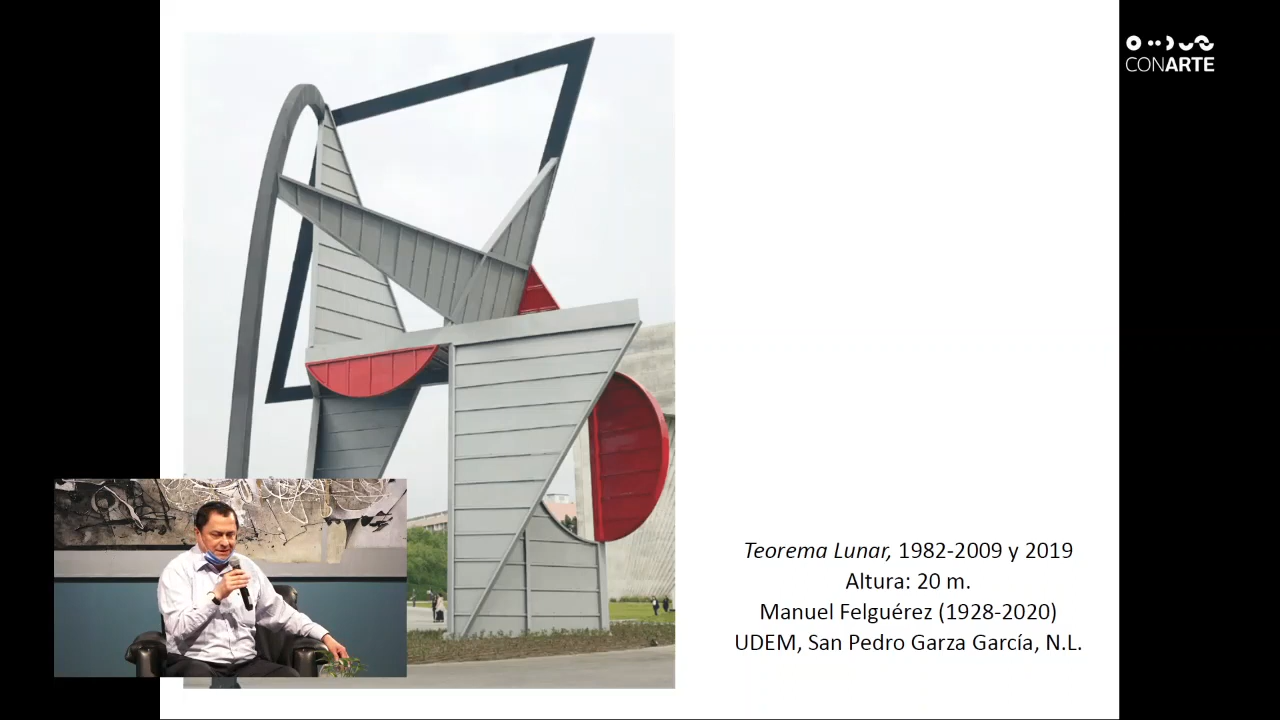 CONARTE
Teorema Lunar, 1982-2009 y 2019
Altura: 20 m.
Manuel Felguérez (1928-2020)
UDEM, San Pedro Garza García, N.L.